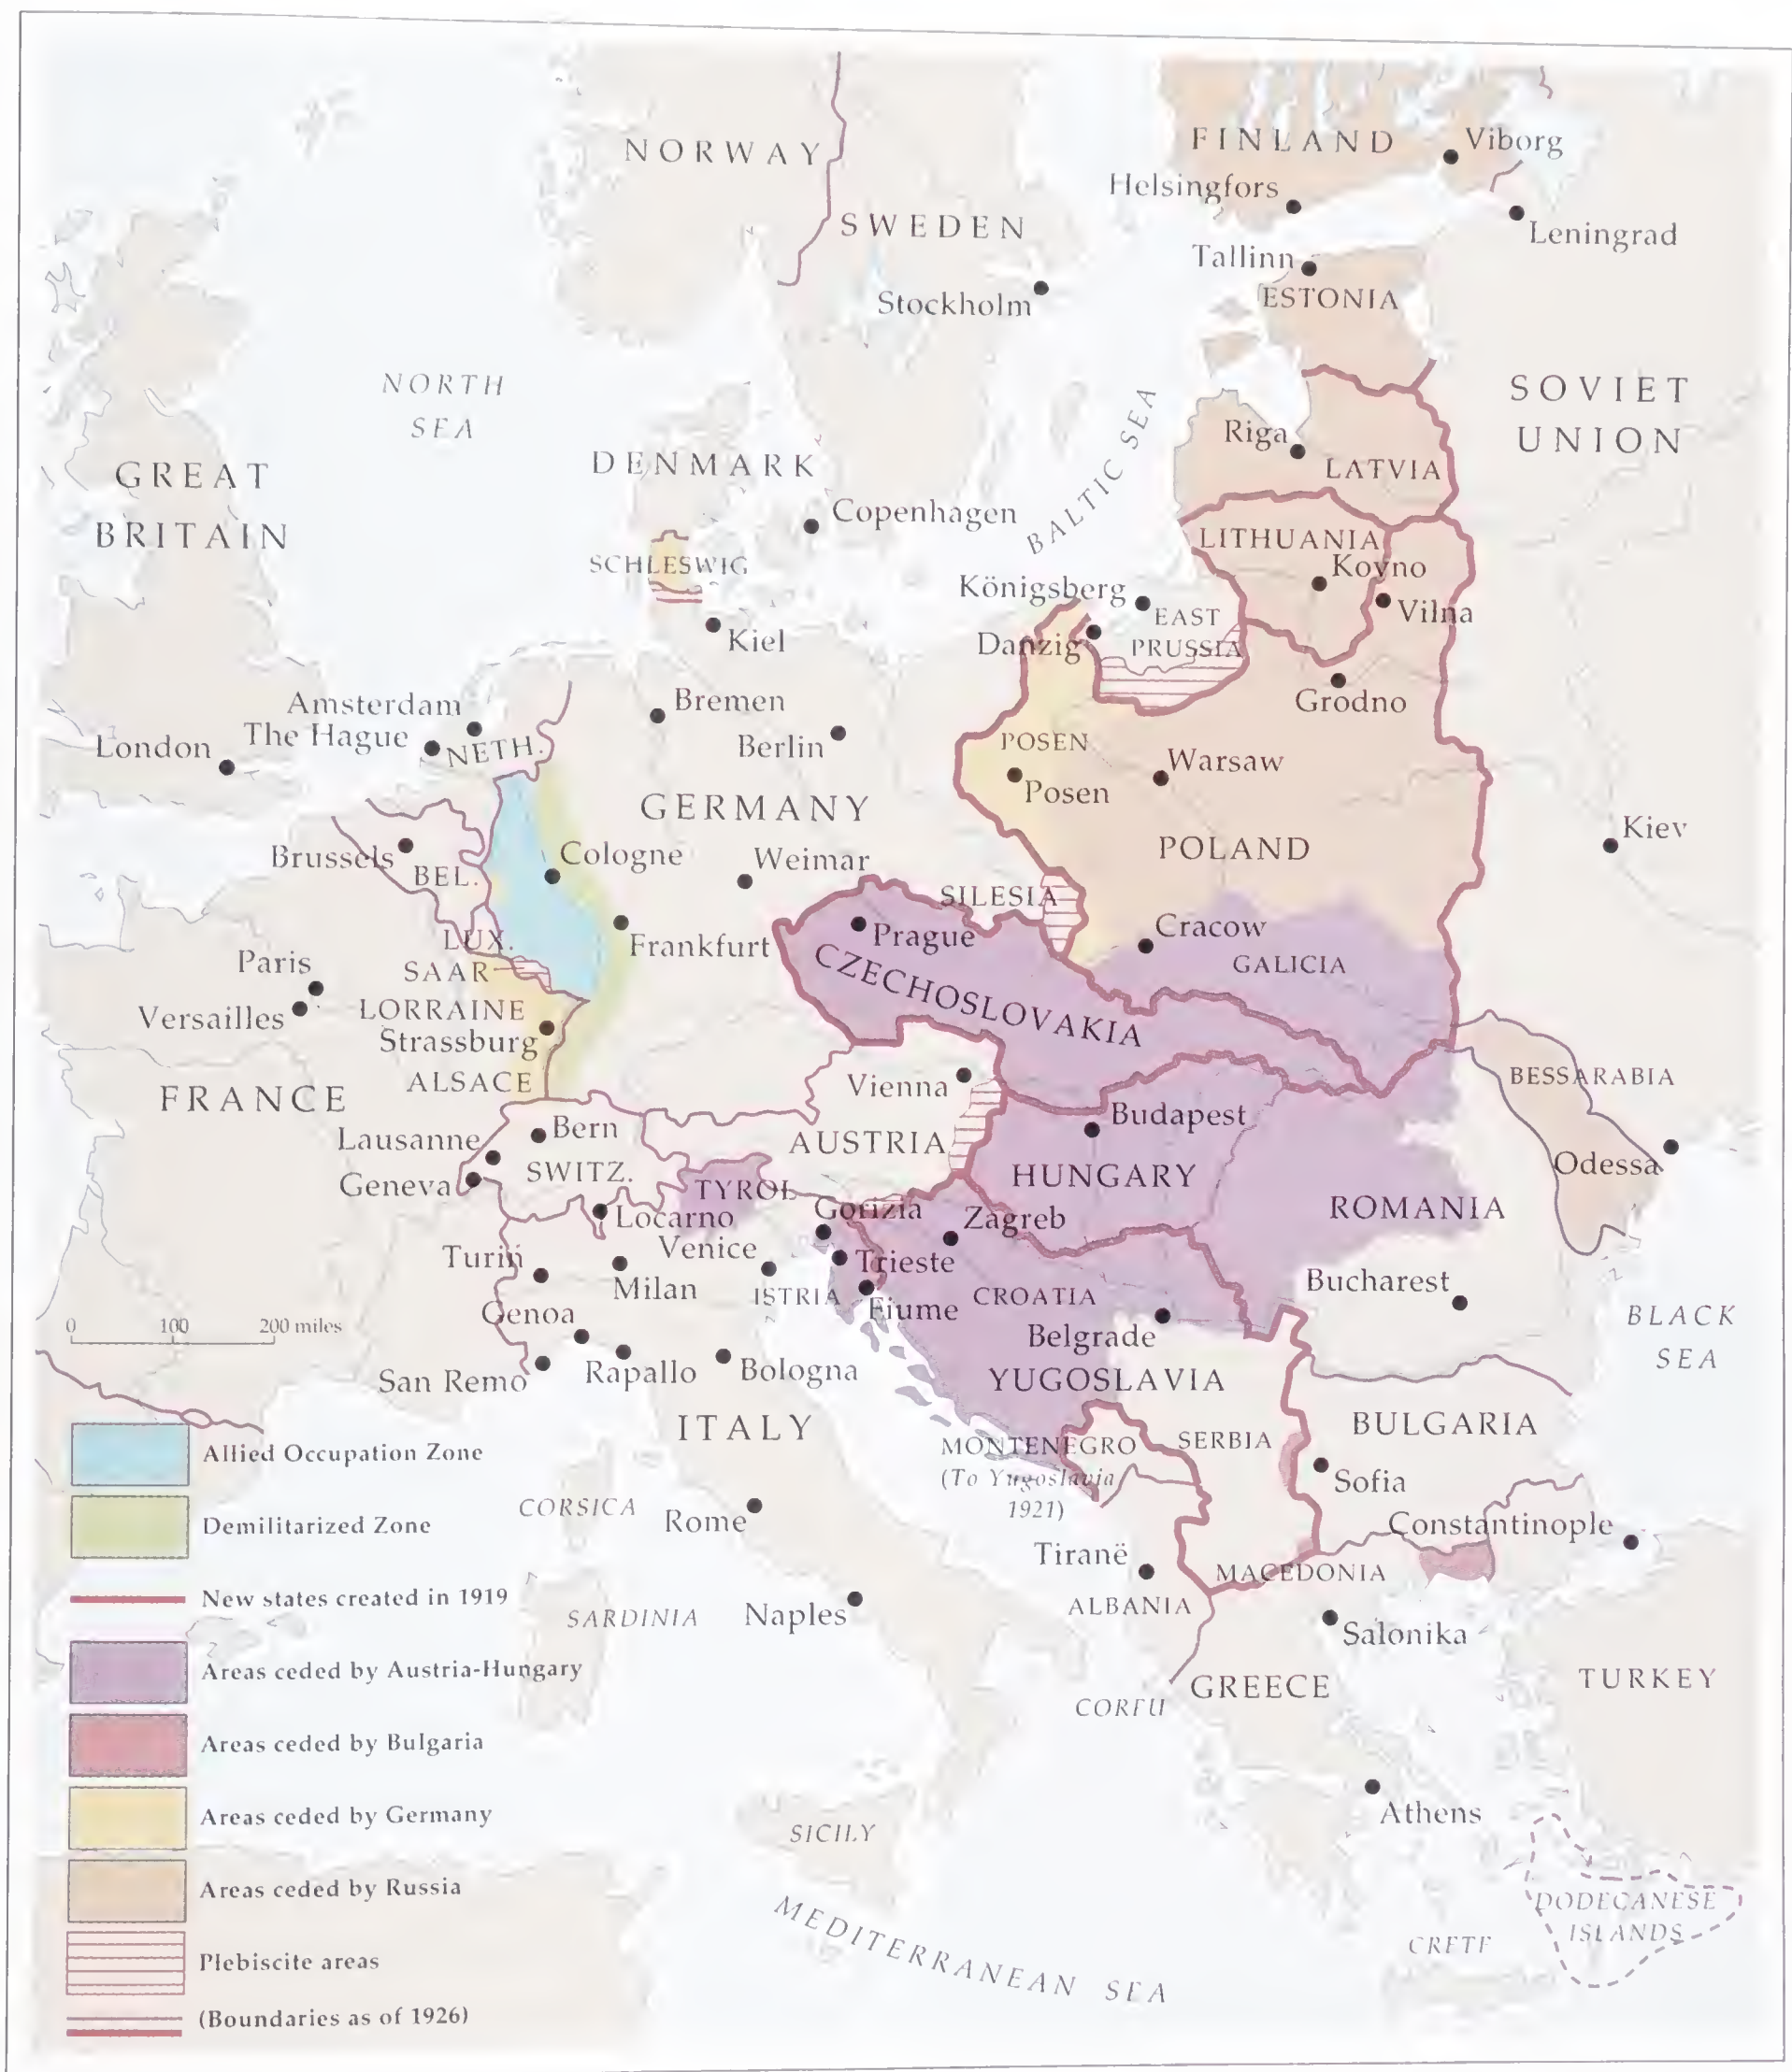 NORWAY
FINLAND
Viborg
Helsingfors
SWEDEN
Leningrad
Tallinn
ESTONIA
Stockholm
NORTH
SEA
SOVIET
UNION
BALTIC SEA
Riga
LATVIA
DENMARK
GREAT
BRITAIN
Copenhagen
LITHUANIA
SCHLESWIG
Kovno
Königsberg
EAST
PRUSSIA
Vilna
Kiel
Danzig
Grodno
Amsterdam
Bremen
The Hague
NETH.
London
Berlin
POSEN
Warsaw
Posen
GERMANY
Kiev
POLAND
Brussels
BEL.
Cologne
Weimar
SILESIA
Cracow
LUX.
Frankfurt
Prague
GALICIA
Paris
SAAR
CZECHOSLOVAKIA
Versailles
LORRAINE
Strassburg
ALSACE
FRANCE
Vienna
BESSARABIA
Bern
Budapest
Lausanne
AUSTRIA
Odessa
Geneva
SWITZ.
TYROL
HUNGARY
ROMANIA
Locarno
Gorizia
Zagreb
Turin
Venice
Trieste
Milan
ISTRIA
Fiume
CROATIA
Bucharest
Genoa
Belgrade
BLACK
SEA
0 100 200 miles
San Remo
Rapallo
Bologna
YUGOSLAVIA
ITALY
BULGARIA
MONTENEGRO
(To Yugoslavia
1921)
SERBIA
Sofia
CORSICA
Rome
Constantinople
Tiranë
MACEDONIA
ALBANIA
SARDINIA
Naples
Salonika
GREECE
TURKEY
CORFU
Athens
SICILY
MEDITERRANEAN SEA
DODECANESE
ISLANDS
CRETE
Allied Occupation Zone
Demilitarized Zone
New states created in 1919
Areas ceded by Austria-Hungary
Areas ceded by Bulgaria
Areas ceded by Germany
Areas ceded by Russia
Plebiscite areas
(Boundaries as of 1926)